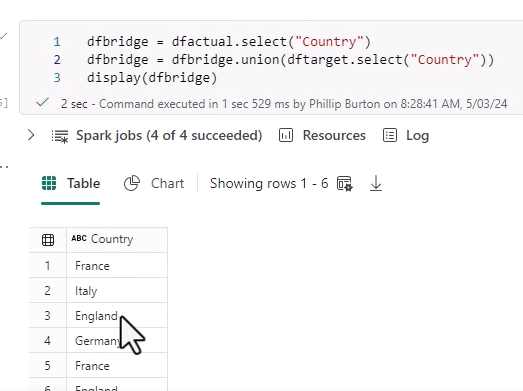 1 dfbridge = dfactual.select("Country")
2 dfbridge = dfbridge.union(dftarget.select("Country"))
3 display(dfbridge)
2 sec - Command executed in 1 sec 529 ms by Phillip Burton on 8:28:41 AM, 5/03/24
Spark jobs (4 of 4 succeeded) Resources Log
Table Chart Showing rows 1 - 6
ABC Country
1 France
2 Italy
3 England
4 Germany
5 France
6 England